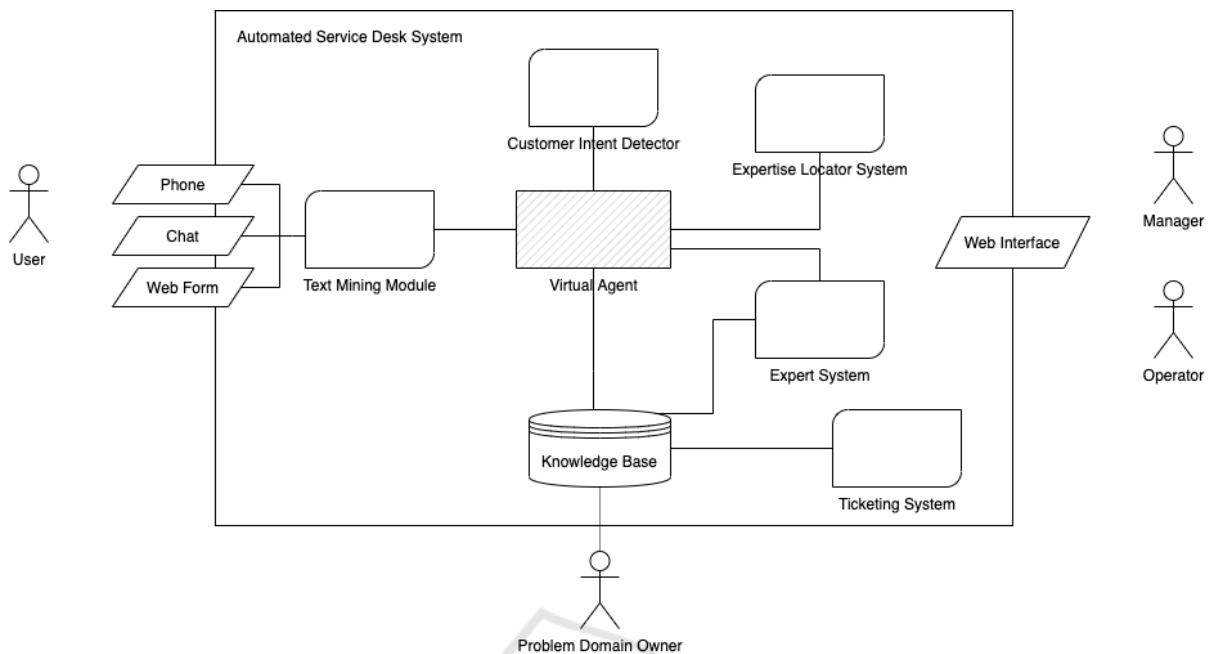 Automated Service Desk System
Customer Intent Detector
Expertise Locator System
Phone
Manager
Chat
Web Interface
User
Web Form
Text Mining Module
Virtual Agent
Expert System
Operator
Knowledge Base
Ticketing System
Problem Domain Owner